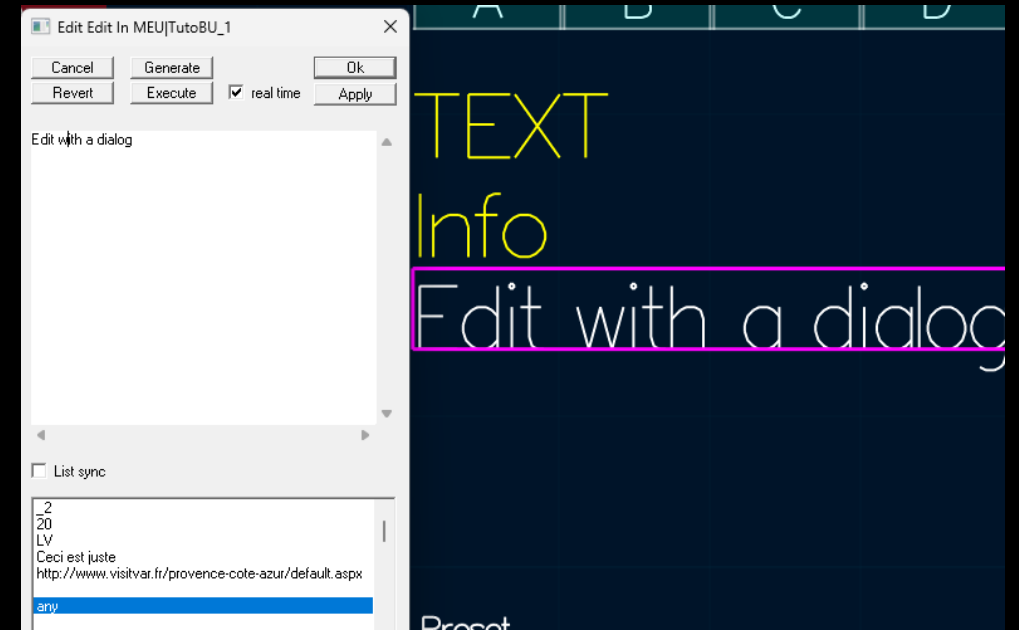 Edit Edit In MEU|TutoBU_1
Cancel Generate Ok
Revert Execute real time Apply
Edit with a dialog
List sync
_2
20
LV
Ceci est juste
http://www.visitvar.fr/provence-cote-azur/default.aspx
any
A B C D
TEXT
Info
Edit with a dialog
Preset